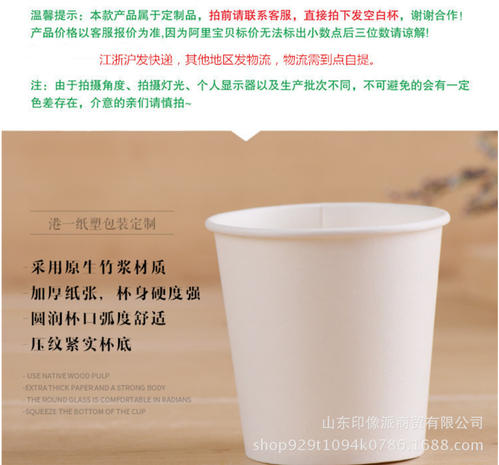 温馨提示：本款产品属于定制品，拍前请联系客服，直接拍下发空白杯，谢谢合作！
产品价格以客服报价为准,因为阿里宝贝标价无法标出小数点后三位数请谅解!
江浙沪发快递，其他地区发物流，物流需到点自提。
注：由于拍摄角度、拍摄灯光、个人显示器以及生产批次不同，不可避免的会有一定
色差存在，介意的亲们请慎拍~
港一纸塑包装定制
采用原生竹浆材质
加厚纸张，杯身硬度强
圆润杯口弧度舒适
压纹紧实杯底
- USE NATIVE WOOD PULP
- EXTRA THICK PAPER AND A STRONG BODY
- THE ROUND GLASS IS COMFORTABLE IN RADIANS
- SQUEEZE THE BOTTOM OF THE CUP
山东印像派商贸有限公司
shop929t1094k0786.1688.com